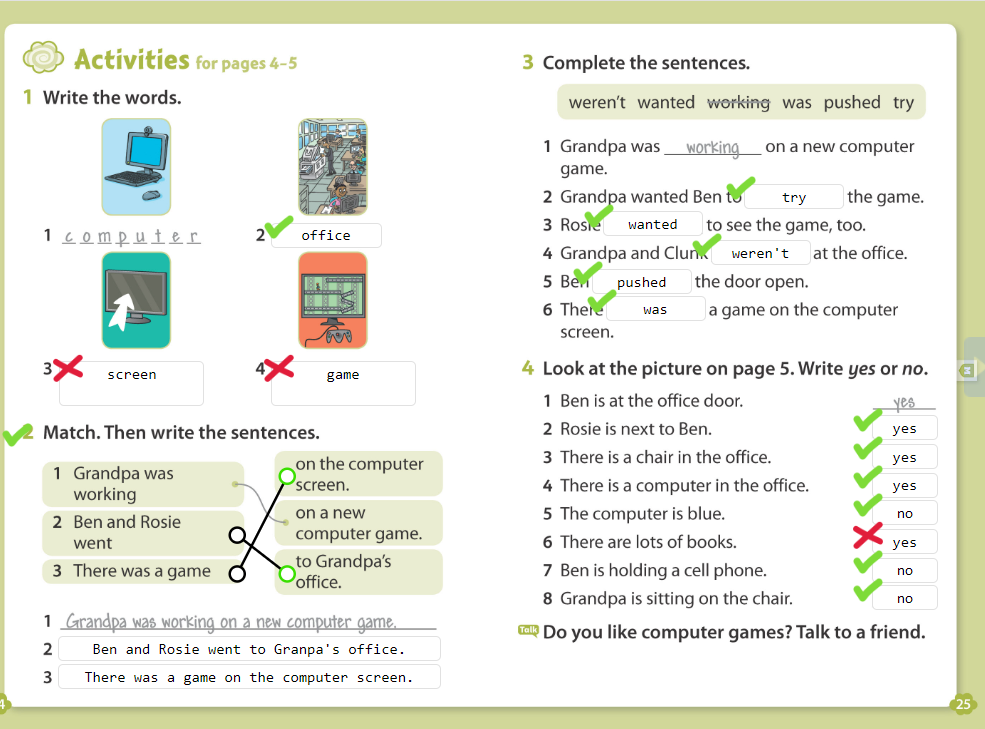 Activities for pages 4–5
1 Write the words.
1 computer
2 office
3 screen
4 game
2 Match. Then write the sentences.
1 Grandpa was
working
2 Ben and Rosie
went
3 There was a game
on the computer
screen.
on a new
computer game.
to Grandpa's
office.
1 Grandpa was working on a new computer game.
2 Ben and Rosie went to Granpa's office.
3 There was a game on the computer screen.
3 Complete the sentences.
weren't wanted working was pushed try
1 Grandpa was working on a new computer
game.
2 Grandpa wanted Ben to try the game.
3 Rosie wanted to see the game, too.
4 Grandpa and Clunk weren't at the office.
5 Ben pushed the door open.
6 There was a game on the computer
screen.
4 Look at the picture on page 5. Write yes or no.
1 Ben is at the office door. yes
2 Rosie is next to Ben. yes
3 There is a chair in the office. yes
4 There is a computer in the office. yes
5 The computer is blue. no
6 There are lots of books. yes
7 Ben is holding a cell phone. no
8 Grandpa is sitting on the chair. no
Talk Do you like computer games? Talk to a friend.
4
25